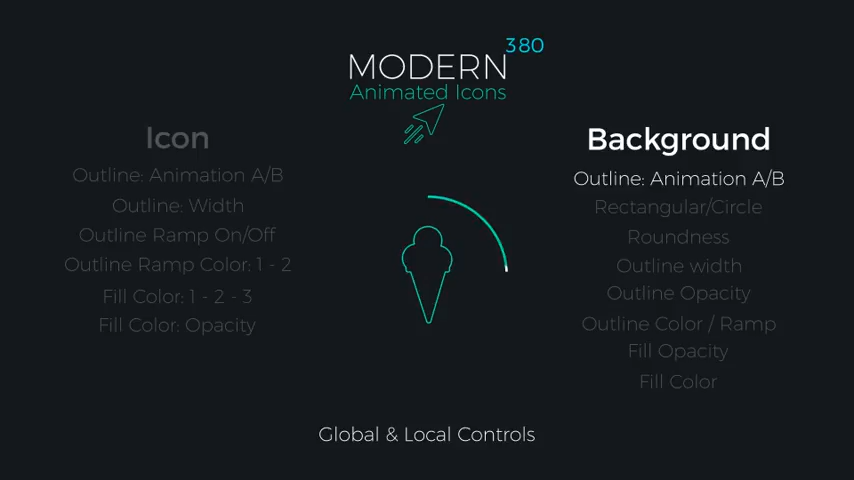 380
MODERN
Animated Icons
Icon
Outline: Animation A/B
Outline: Width
Outline Ramp On/Off
Outline Ramp Color: 1 - 2
Fill Color: 1 - 2 - 3
Fill Color: Opacity
Background
Outline: Animation A/B
Rectangular/Circle
Roundness
Outline width
Outline Opacity
Outline Color / Ramp
Fill Opacity
Fill Color
Global & Local Controls